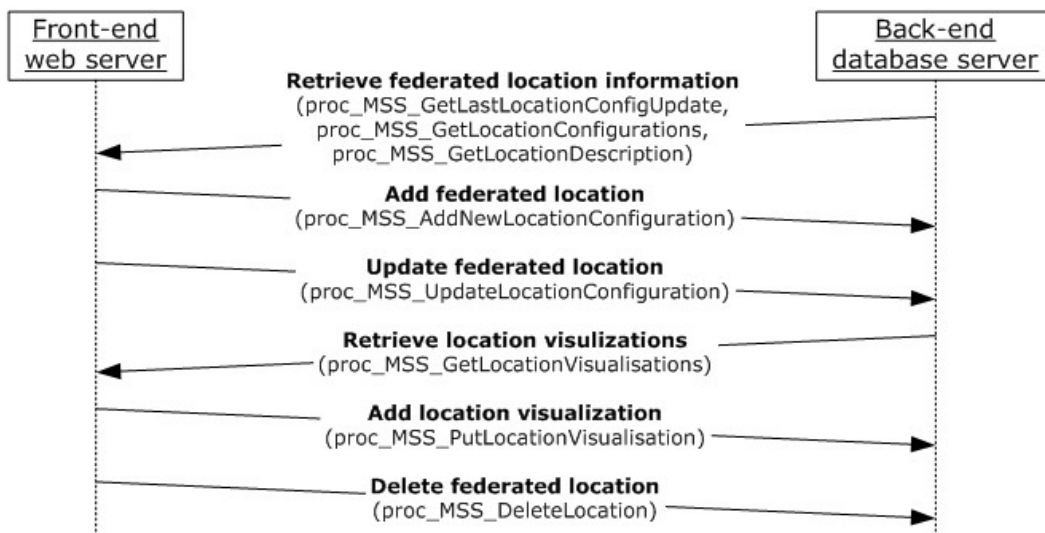 Front-end
web server
Back-end
database server
Retrieve federated location information
(proc_MSS_GetLastLocationConfigUpdate,
proc_MSS_GetLocationConfigurations,
proc_MSS_GetLocationDescription)
Add federated location
(proc_MSS_AddNewLocationConfiguration)
Update federated location
(proc_MSS_UpdateLocationConfiguration)
Retrieve location visulizations
(proc_MSS_GetLocationVisualisations)
Add location visualization
(proc_MSS_PutLocationVisualisation)
Delete federated location
(proc_MSS_DeleteLocation)